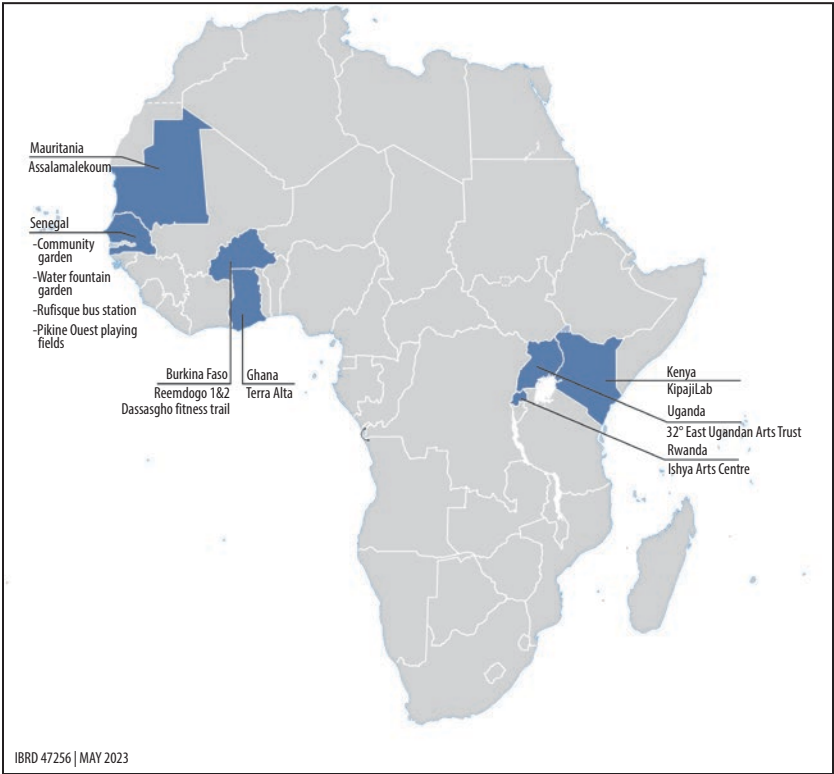 Mauritania
Assalamalekoum
Senegal
-Community
garden
-Water fountain
garden
-Rufisque bus station
-Pikine Ouest playing
fields
Burkina Faso
Reemdogo 1&2
Dassasgho fitness trail
Ghana
Terra Alta
Kenya
KipajiLab
Uganda
32° East Ugandan Arts Trust
Rwanda
Ishya Arts Centre
IBRD 47256 | MAY 2023